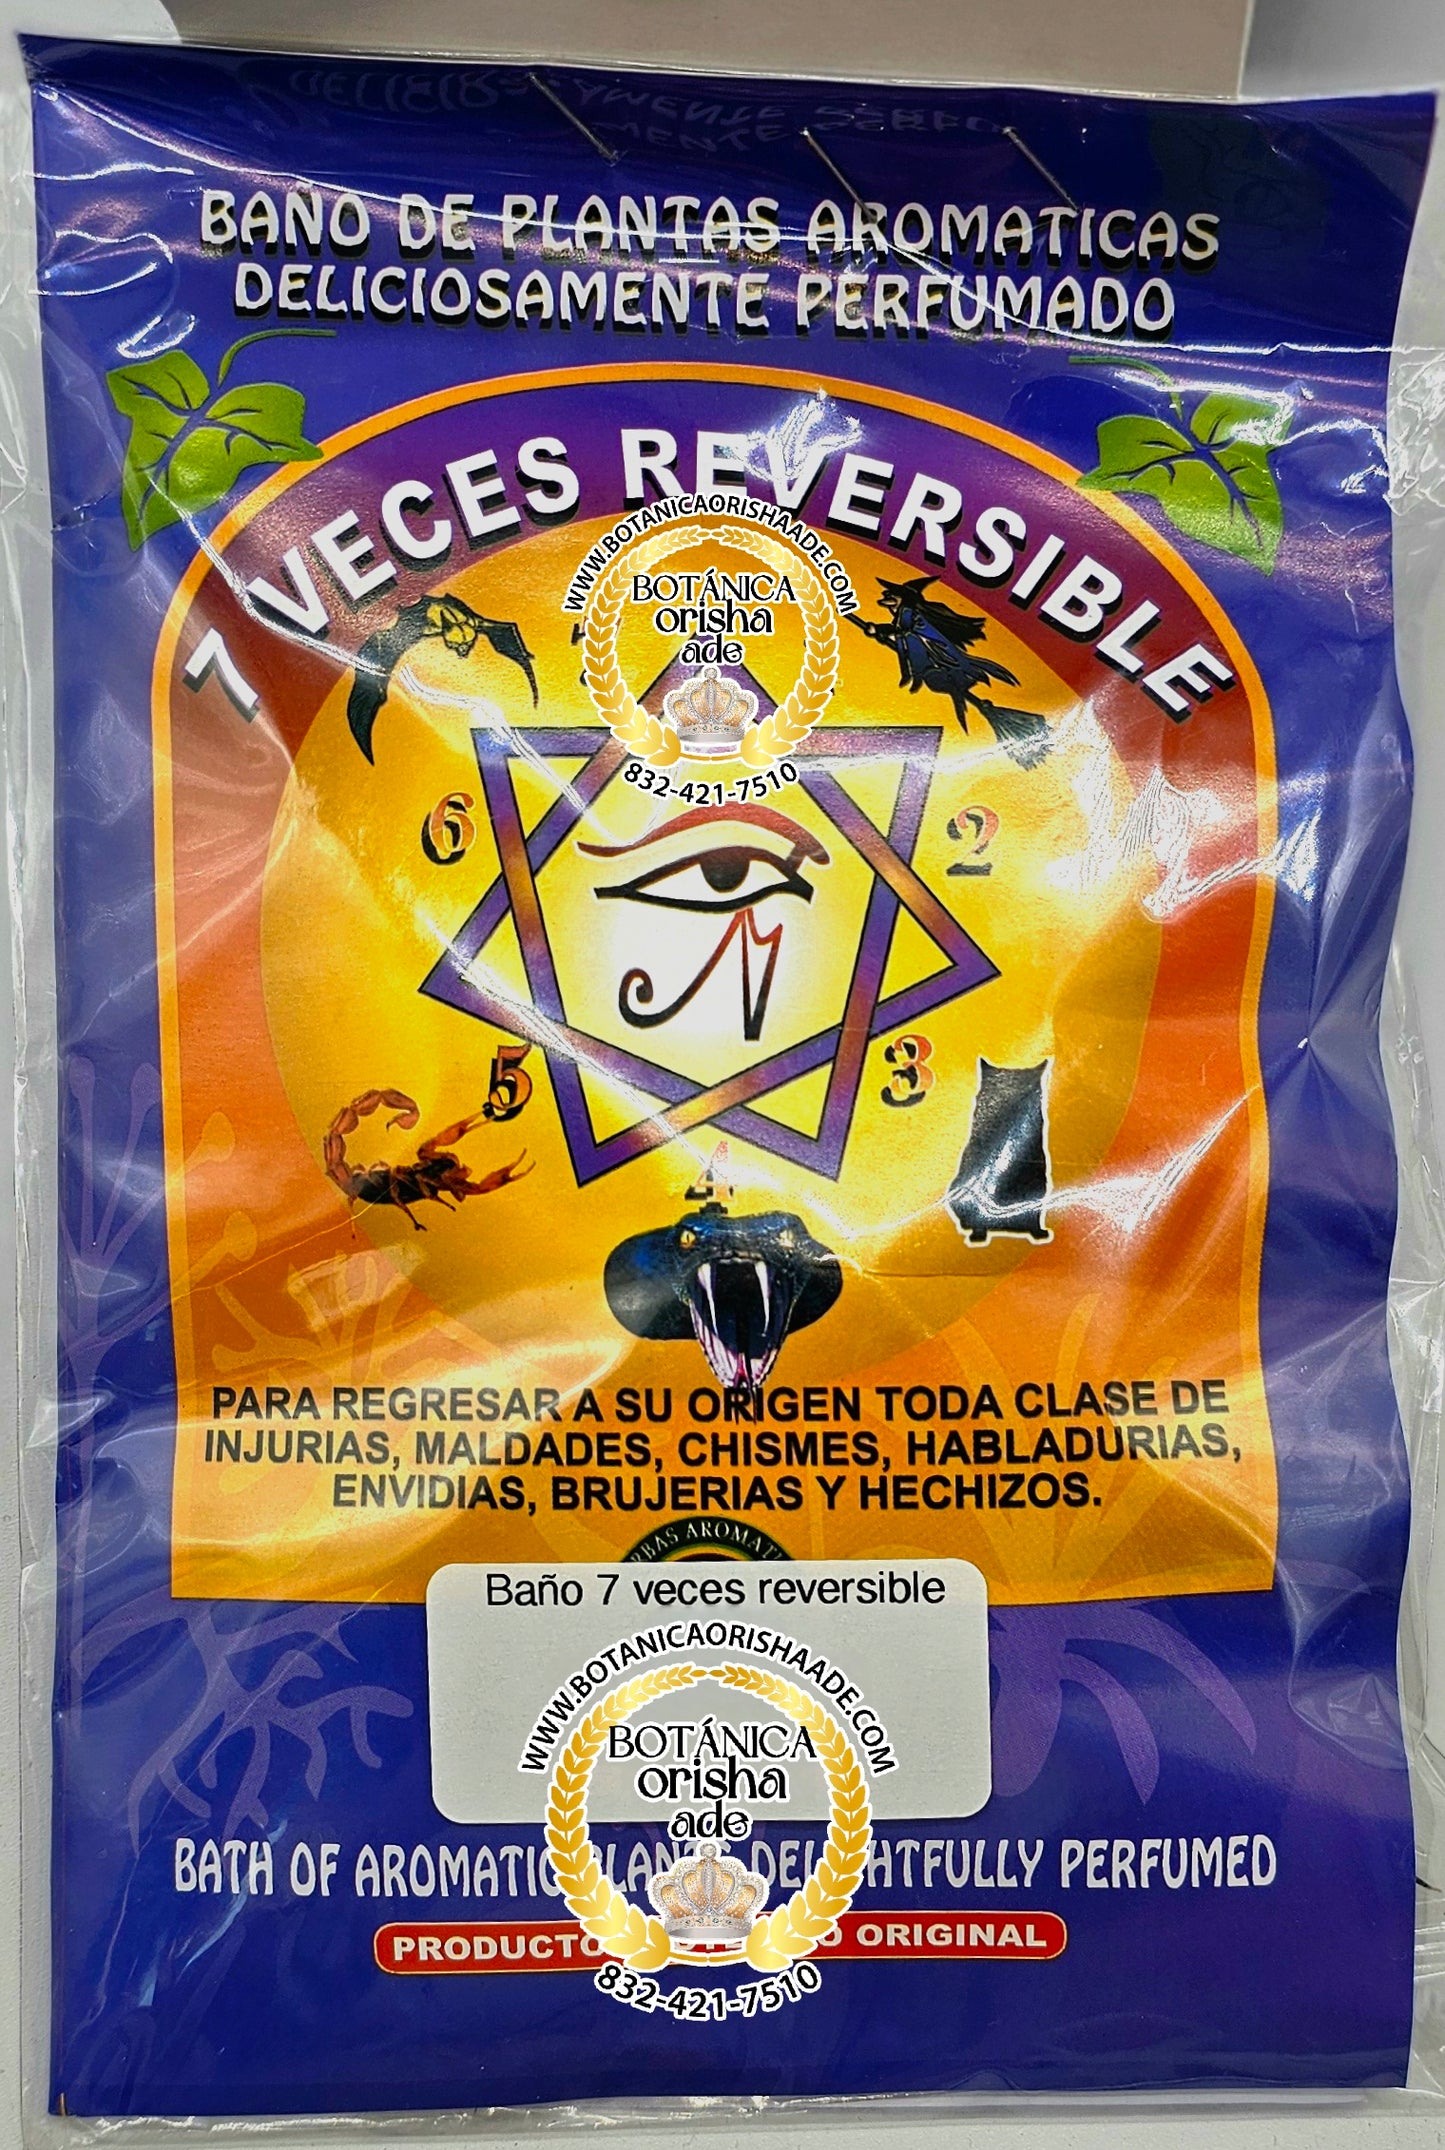 BAÑO DE PLANTAS AROMATICAS
DELICIOSAMENTE PERFUMADO
7 VECES REVERSIBLE
WWW.BOTANICAORISHAADE.COM
BOTÁNICA
orisha
ade
832-421-7510
6
2
5
3
4
PARA REGRESAR A SU ORIGEN TODA CLASE DE
INJURIAS, MALDADES, CHISMES, HABLADURIAS,
ENVIDIAS, BRUJERIAS Y HECHIZOS.
Baño 7 veces reversible
WWW.BOTANICAORISHAADE.COM
BOTÁNICA
orisha
ade
BATH OF AROMATIC PLANTS DELIGHTFULLY PERFUMED
PRODUCTO ORIGINAL
832-421-7510